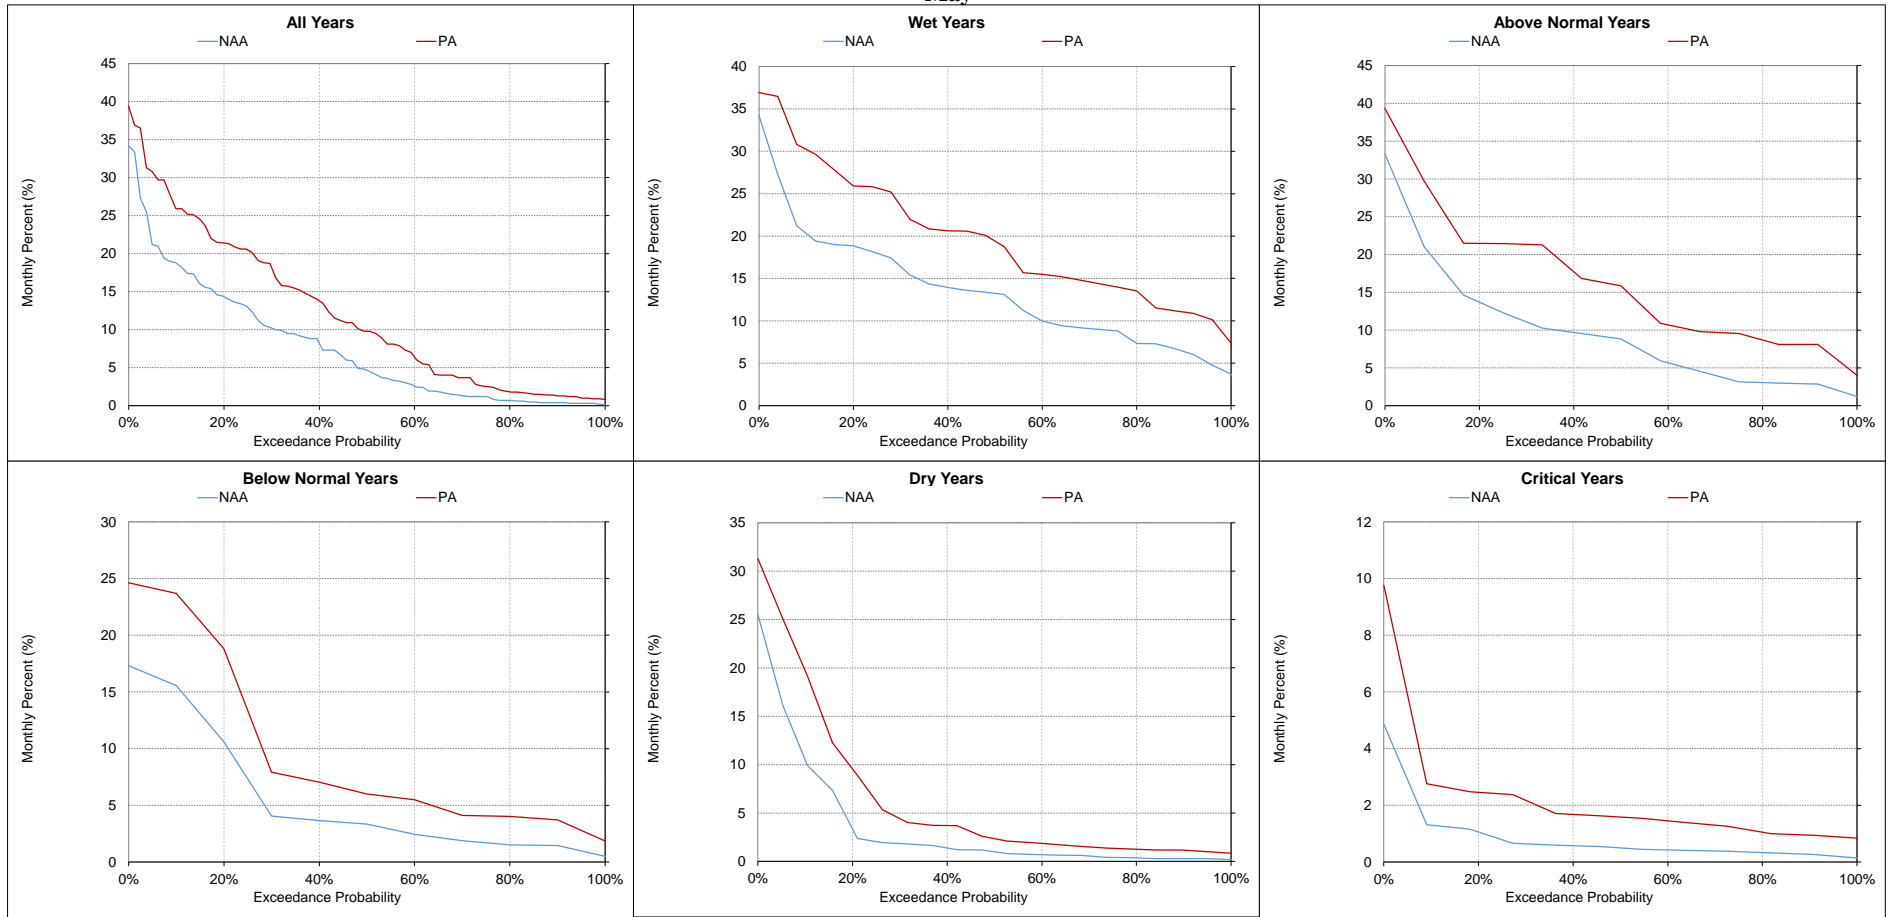 May
All Years
NAA PA
45
40
35
30
25
20
15
10
5
0
Monthly Percent (%)
0% 20% 40% 60% 80% 100%
Exceedance Probability
Wet Years
NAA PA
40
35
30
25
20
15
10
5
0
Monthly Percent (%)
0% 20% 40% 60% 80% 100%
Exceedance Probability
Above Normal Years
NAA PA
45
40
35
30
25
20
15
10
5
0
Monthly Percent (%)
0% 20% 40% 60% 80% 100%
Exceedance Probability
Below Normal Years
NAA PA
30
25
20
15
10
5
0
Monthly Percent (%)
0% 20% 40% 60% 80% 100%
Exceedance Probability
Dry Years
NAA PA
35
30
25
20
15
10
5
0
Monthly Percent (%)
0% 20% 40% 60% 80% 100%
Exceedance Probability
Critical Years
NAA PA
12
10
8
6
4
2
0
Monthly Percent (%)
0% 20% 40% 60% 80% 100%
Exceedance Probability